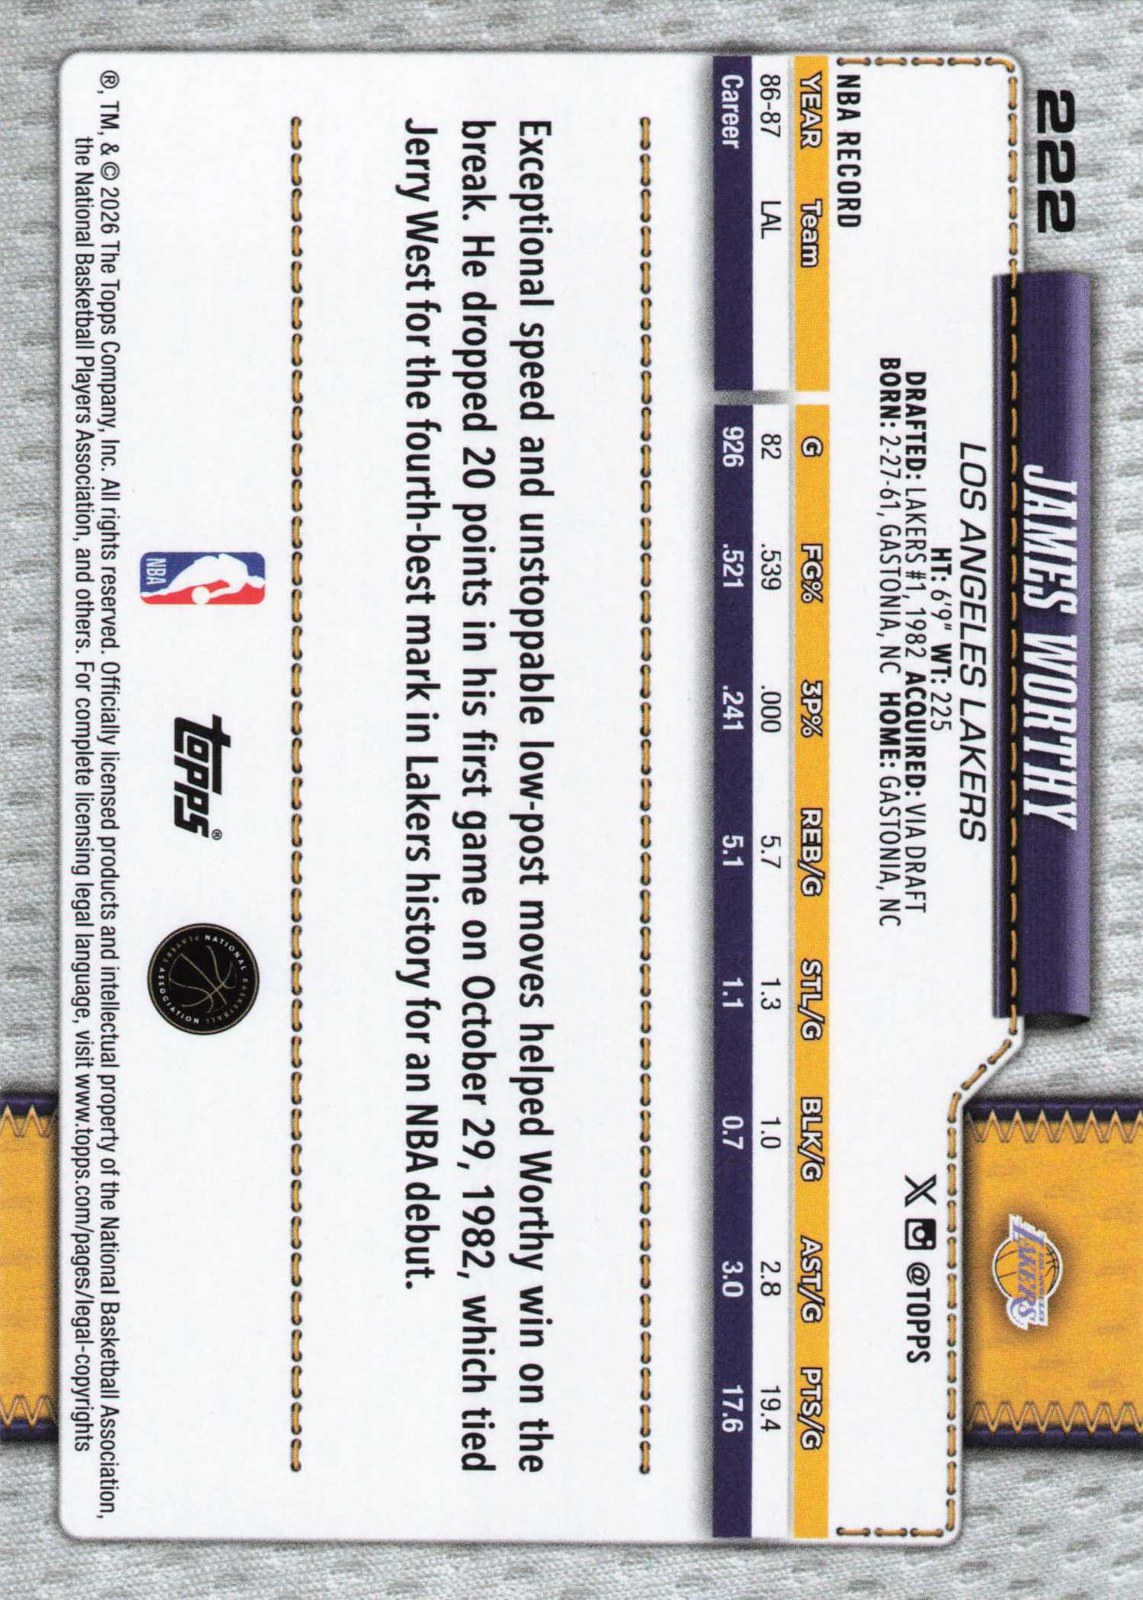 222
JAMES WORTHY
LOS ANGELES LAKERS
HT: 6'9" WT: 225
DRAFTED: LAKERS #1, 1982 ACQUIRED: VIA DRAFT
BORN: 2-27-61, GASTONIA, NC HOME: GASTONIA, NC
LOS ANGELES
LAKERS
X @TOPPS
NBA RECORD
YEAR Team G FG% 3P% REB/G STL/G BLK/G AST/G PTS/G
86-87 LAL 82 .539 .000 5.7 1.3 1.0 2.8 19.4
Career 926 .521 .241 5.1 1.1 0.7 3.0 17.6
Exceptional speed and unstoppable low-post moves helped Worthy win on the
break. He dropped 20 points in his first game on October 29, 1982, which tied
Jerry West for the fourth-best mark in Lakers history for an NBA debut.
NBA
topps®
NATIONAL BASKETBALL PLAYERS ASSOCIATION
®, TM, & © 2026 The Topps Company, Inc. All rights reserved. Officially licensed products and intellectual property of the National Basketball Association,
the National Basketball Players Association, and others. For complete licensing legal language, visit www.topps.com/pages/legal-copyrights